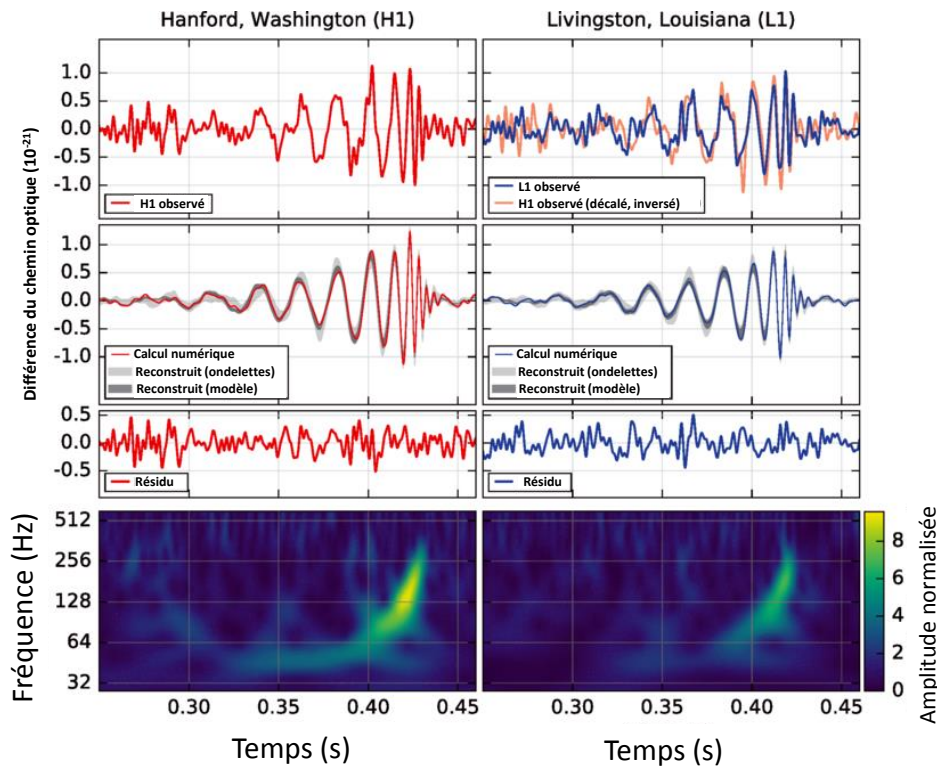 Hanford, Washington (H1)
Livingston, Louisiana (L1)
Différence du chemin optique (10⁻²¹)
1.0
0.5
0.0
-0.5
-1.0
H1 observé
L1 observé
H1 observé (décalé, inversé)
1.0
0.5
0.0
-0.5
-1.0
Calcul numérique
Reconstruit (ondelettes)
Reconstruit (modèle)
Calcul numérique
Reconstruit (ondelettes)
Reconstruit (modèle)
0.5
0.0
-0.5
Résidu
Résidu
Fréquence (Hz)
512
256
128
64
32
0.30
0.35
0.40
0.45
0.30
0.35
0.40
0.45
Temps (s)
Temps (s)
8
6
4
2
0
Amplitude normalisée